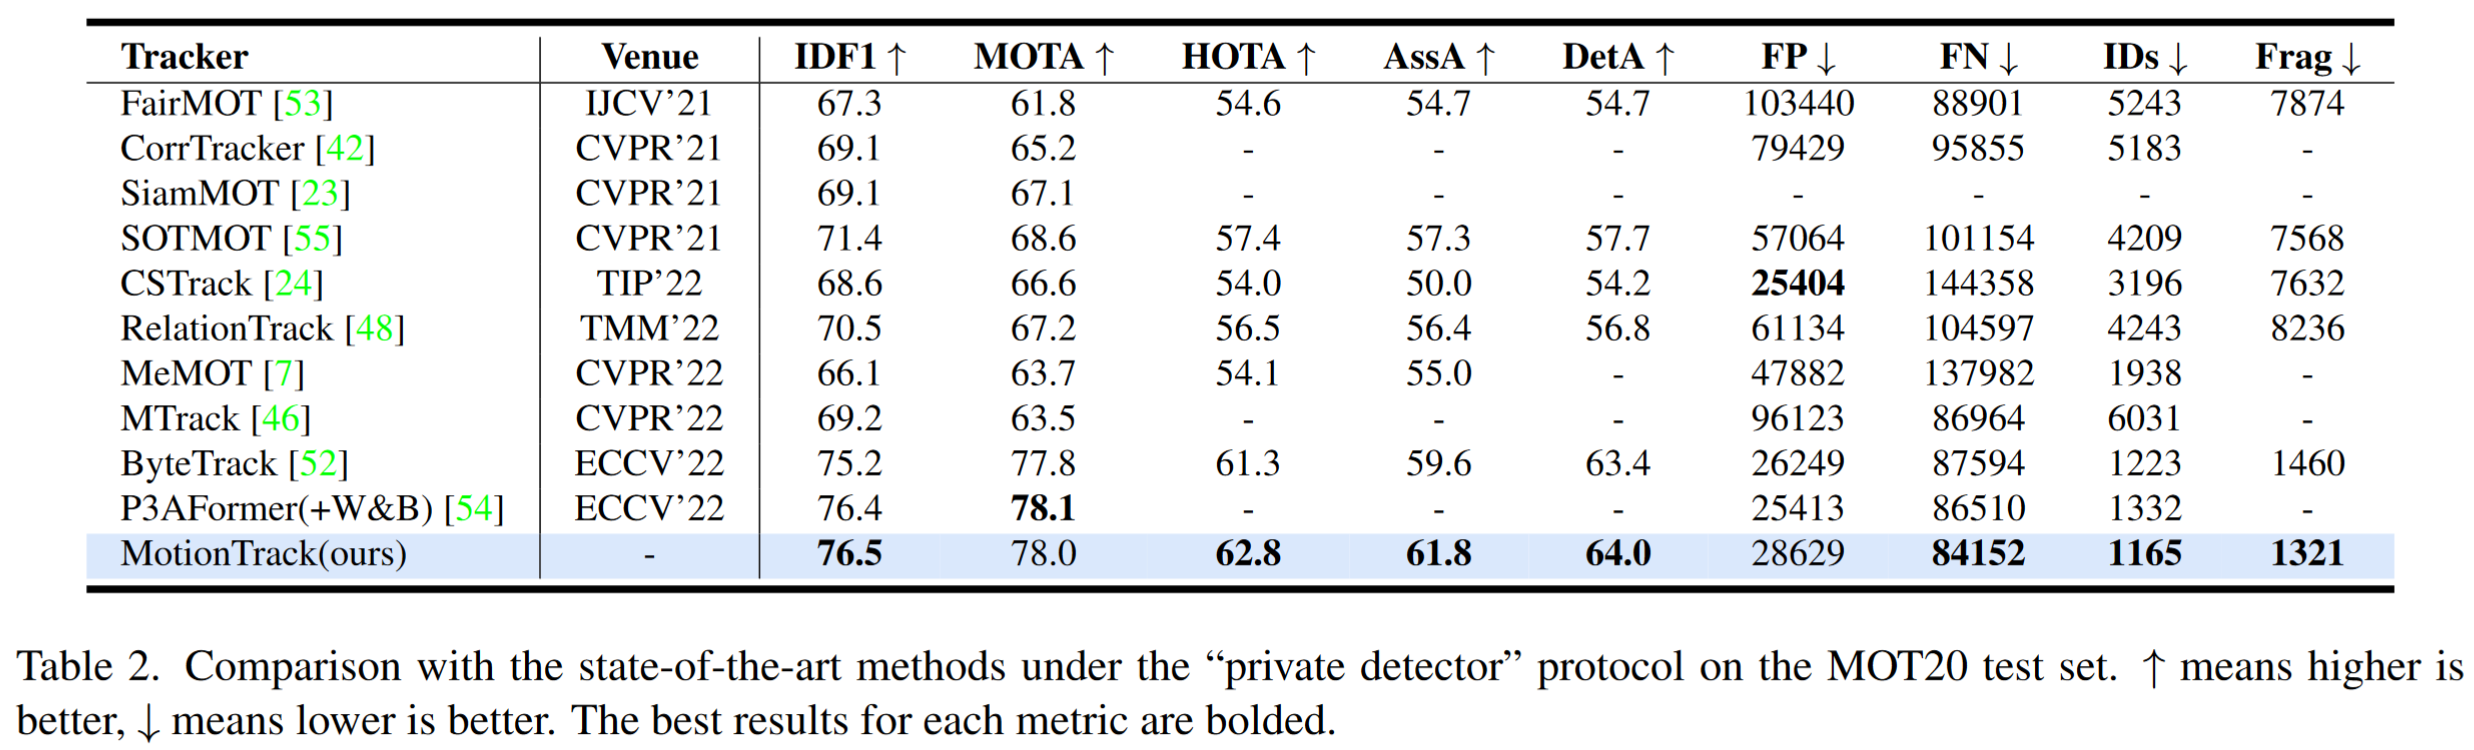 Tracker Venue IDF1 ↑ MOTA ↑ HOTA ↑ AssA ↑ DetA ↑ FP ↓ FN ↓ IDs ↓ Frag ↓
FairMOT [53] IJCV’21 67.3 61.8 54.6 54.7 54.7 103440 88901 5243 7874
CorrTracker [42] CVPR’21 69.1 65.2 - - - 79429 95855 5183 -
SiamMOT [23] CVPR’21 69.1 67.1 - - - - - - -
SOTMOT [55] CVPR’21 71.4 68.6 57.4 57.3 57.7 57064 101154 4209 7568
CSTrack [24] TIP’22 68.6 66.6 54.0 50.0 54.2 25404 144358 3196 7632
RelationTrack [48] TMM’22 70.5 67.2 56.5 56.4 56.8 61134 104597 4243 8236
MeMOT [7] CVPR’22 66.1 63.7 54.1 55.0 - 47882 137982 1938 -
MTrack [46] CVPR’22 69.2 63.5 - - - 96123 86964 6031 -
ByteTrack [52] ECCV’22 75.2 77.8 61.3 59.6 63.4 26249 87594 1223 1460
P3AFormer(+W&B) [54] ECCV’22 76.4 78.1 - - - 25413 86510 1332 -
MotionTrack(ours) - 76.5 78.0 62.8 61.8 64.0 28629 84152 1165 1321
Table 2. Comparison with the state-of-the-art methods under the “private detector” protocol on the MOT20 test set. ↑ means higher is
better, ↓ means lower is better. The best results for each metric are bolded.